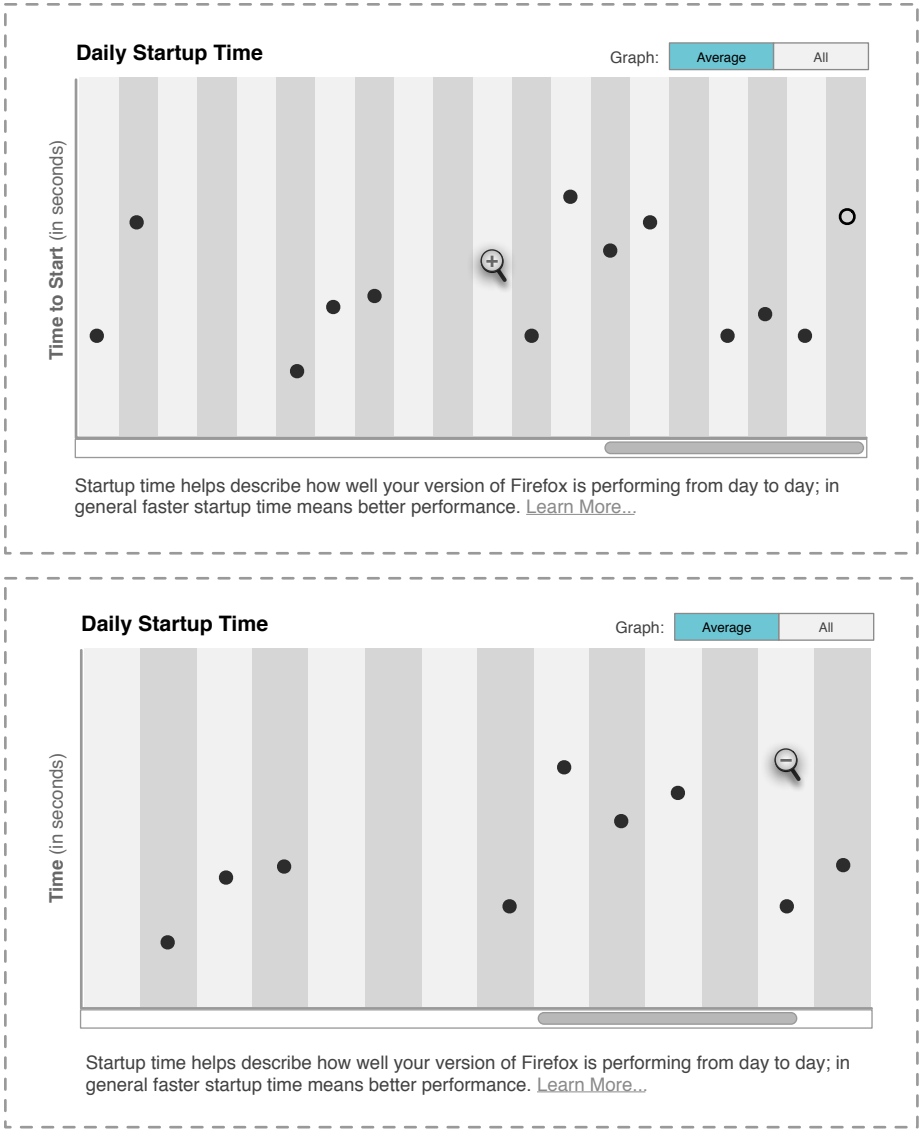 Daily Startup Time
Graph:
Average
All
Time to Start (in seconds)
Startup time helps describe how well your version of Firefox is performing from day to day; in
general faster startup time means better performance. Learn More...
Daily Startup Time
Graph:
Average
All
Time (in seconds)
Startup time helps describe how well your version of Firefox is performing from day to day; in
general faster startup time means better performance. Learn More...